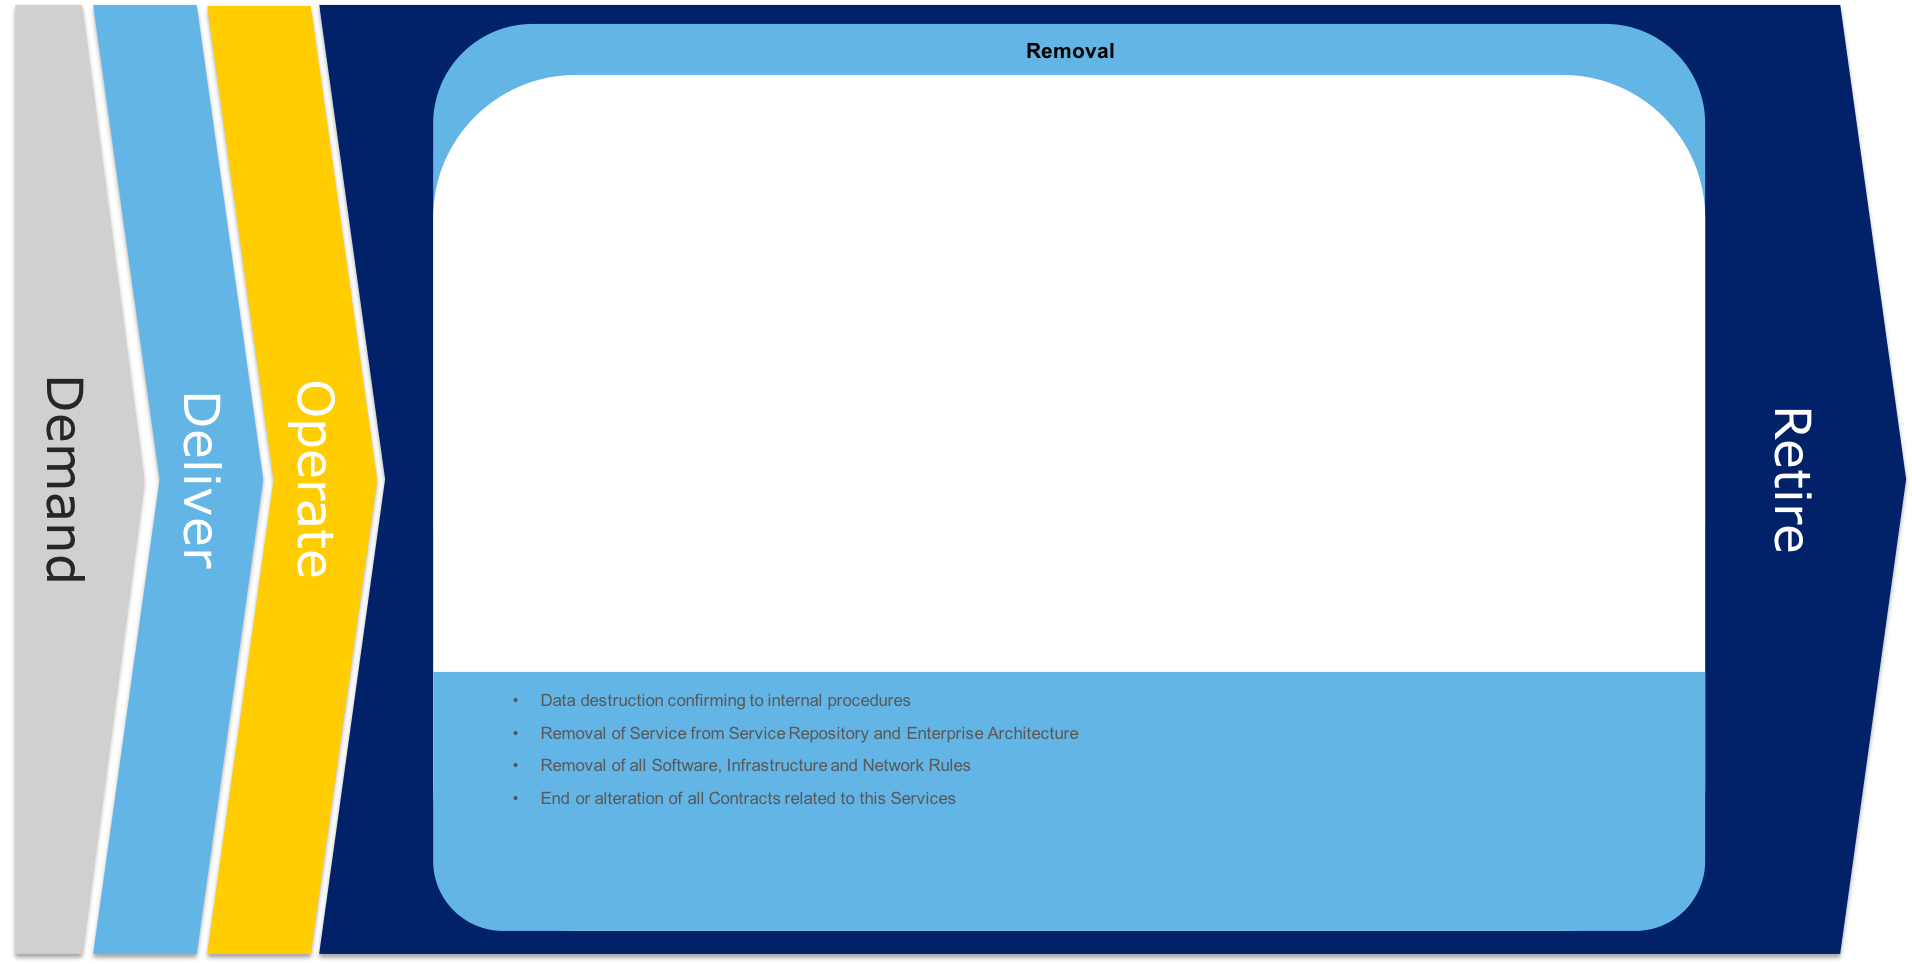 Demand
Deliver
Operate
Removal
• Data destruction confirming to internal procedures
• Removal of Service from Service Repository and Enterprise Architecture
• Removal of all Software, Infrastructure and Network Rules
• End or alteration of all Contracts related to this Services
Retire